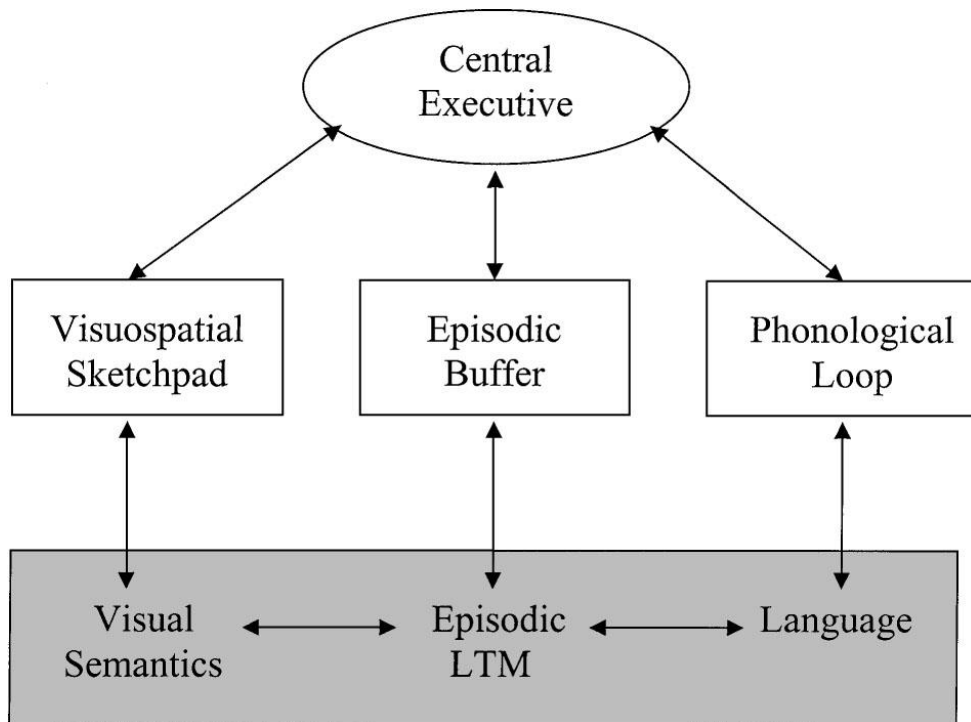 Central
Executive
Visuospatial
Sketchpad
Episodic
Buffer
Phonological
Loop
Visual
Semantics
Episodic
LTM
Language